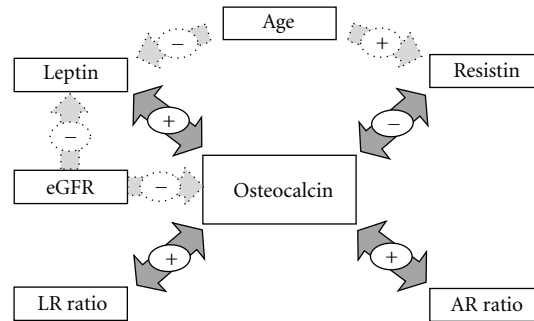 Age
−
+
Leptin
Resistin
+
−
−
eGFR
−
Osteocalcin
+
+
LR ratio
AR ratio